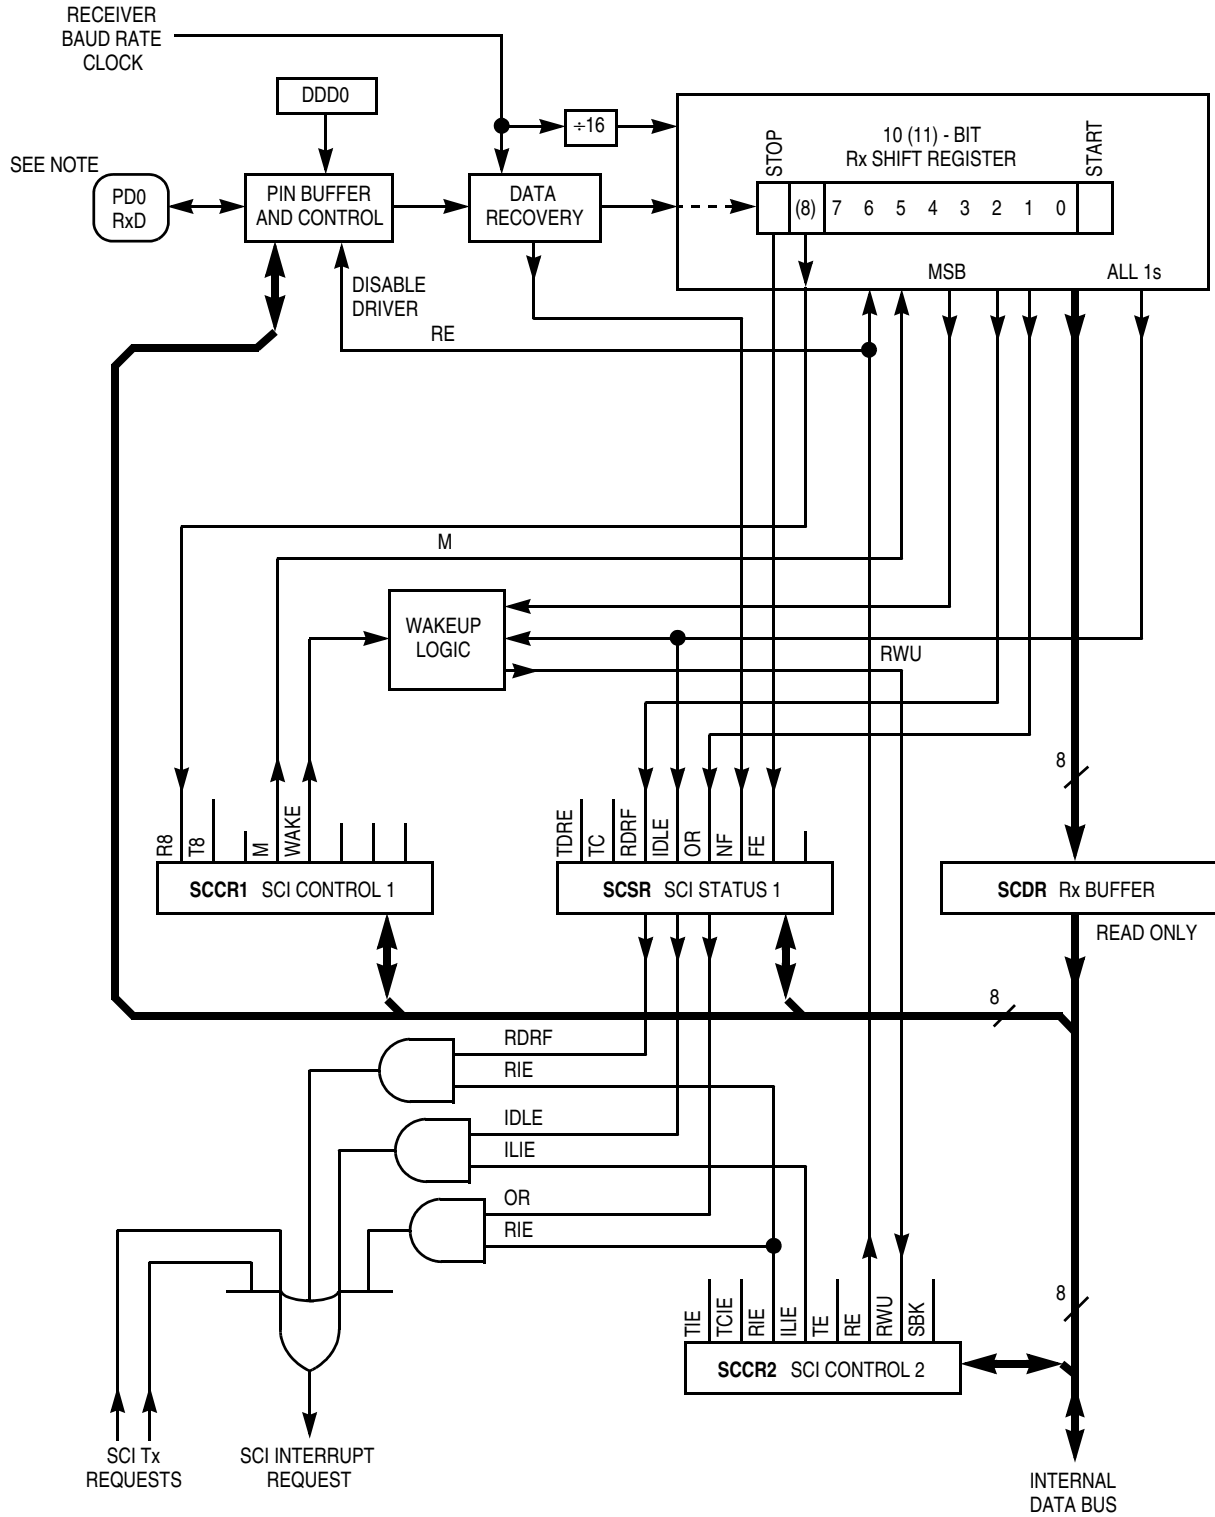 RECEIVER
BAUD RATE
CLOCK
DDD0
÷16
STOP
10 (11) - BIT
Rx SHIFT REGISTER
START
SEE NOTE
PD0
RxD
PIN BUFFER
AND CONTROL
DATA
RECOVERY
(8) 7 6 5 4 3 2 1 0
MSB
ALL 1s
DISABLE
DRIVER
RE
M
WAKEUP
LOGIC
RWU
8
R8
T8
M
WAKE
TDRE
TC
RDRF
IDLE
OR
NF
FE
SCCR1 SCI CONTROL 1
SCSR SCI STATUS 1
SCDR Rx BUFFER
READ ONLY
8
RDRF
RIE
IDLE
ILIE
OR
RIE
8
TIE
TCIE
RIE
ILIE
TE
RE
RWU
SBK
SCCR2 SCI CONTROL 2
SCI Tx
REQUESTS
SCI INTERRUPT
REQUEST
INTERNAL
DATA BUS